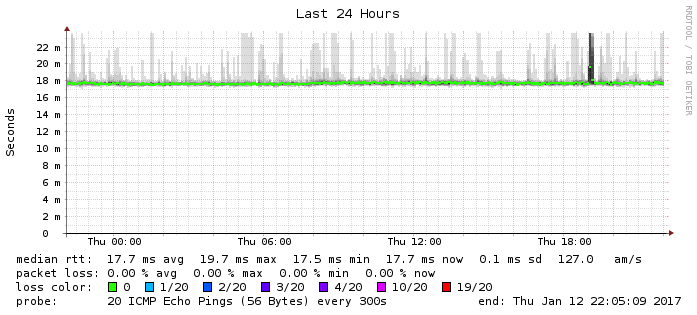 Last 24 Hours
RRDTOOL / TOBI OETIKER
Seconds
22 m
20 m
18 m
16 m
14 m
12 m
10 m
8 m
6 m
4 m
2 m
0
Thu 00:00 Thu 06:00 Thu 12:00 Thu 18:00
median rtt: 17.7 ms avg 19.7 ms max 17.5 ms min 17.7 ms now 0.1 ms sd 127.0 am/s
packet loss: 0.00 % avg 0.00 % max 0.00 % min 0.00 % now
loss color: 0 1/20 2/20 3/20 4/20 10/20 19/20
probe: 20 ICMP Echo Pings (56 Bytes) every 300s end: Thu Jan 12 22:05:09 2017